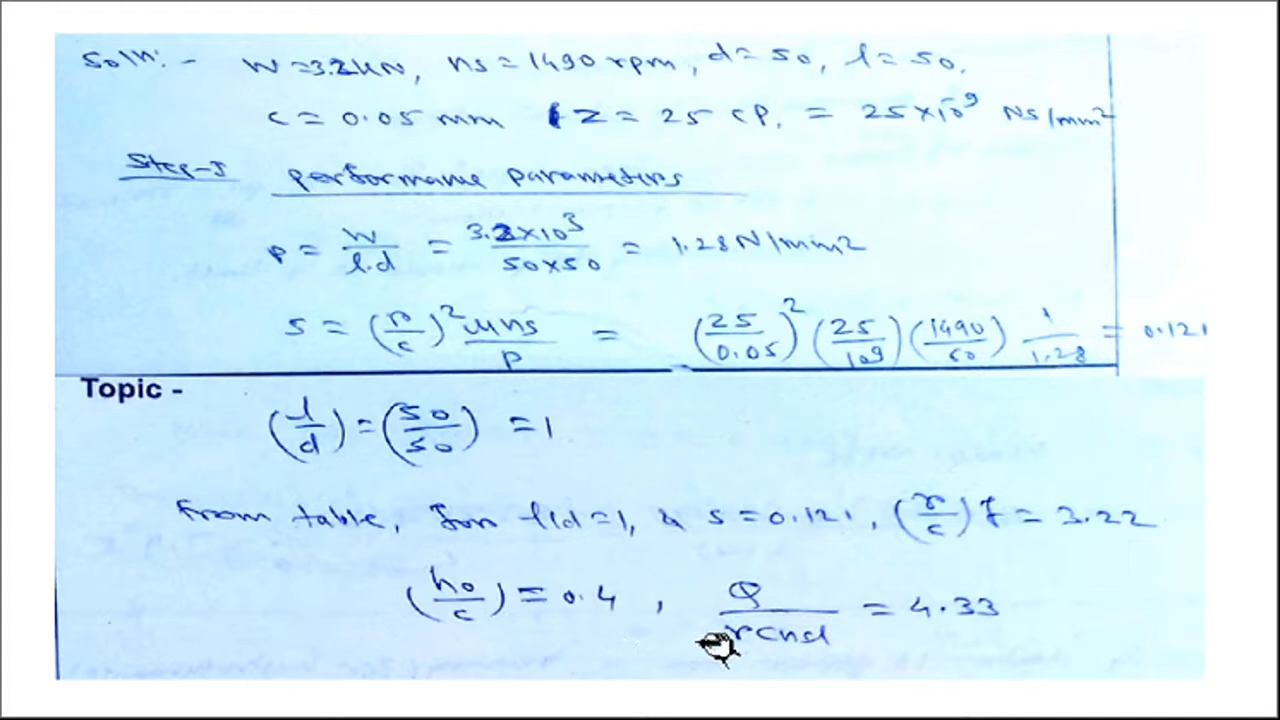 Soln:- W=3.2kN, ns=1490 rpm, d=50, l=50,
c=0.05 mm z=25 cP, = 25×10⁻⁹ Ns/mm²
Step-I performance parameters
p = W/l.d = 3.2×10³/50×50 = 1.28 N/mm²
S = (r/c)² μns/p = (25/0.05)² (25/10⁹) (1490/60) 1/1.28 = 0.121
Topic -
(l/d) = (50/50) = 1
From table, for l/d=1, & s=0.121, (r/c) f = 3.22
(ho/c) = 0.4 , Q/rcnsl = 4.33